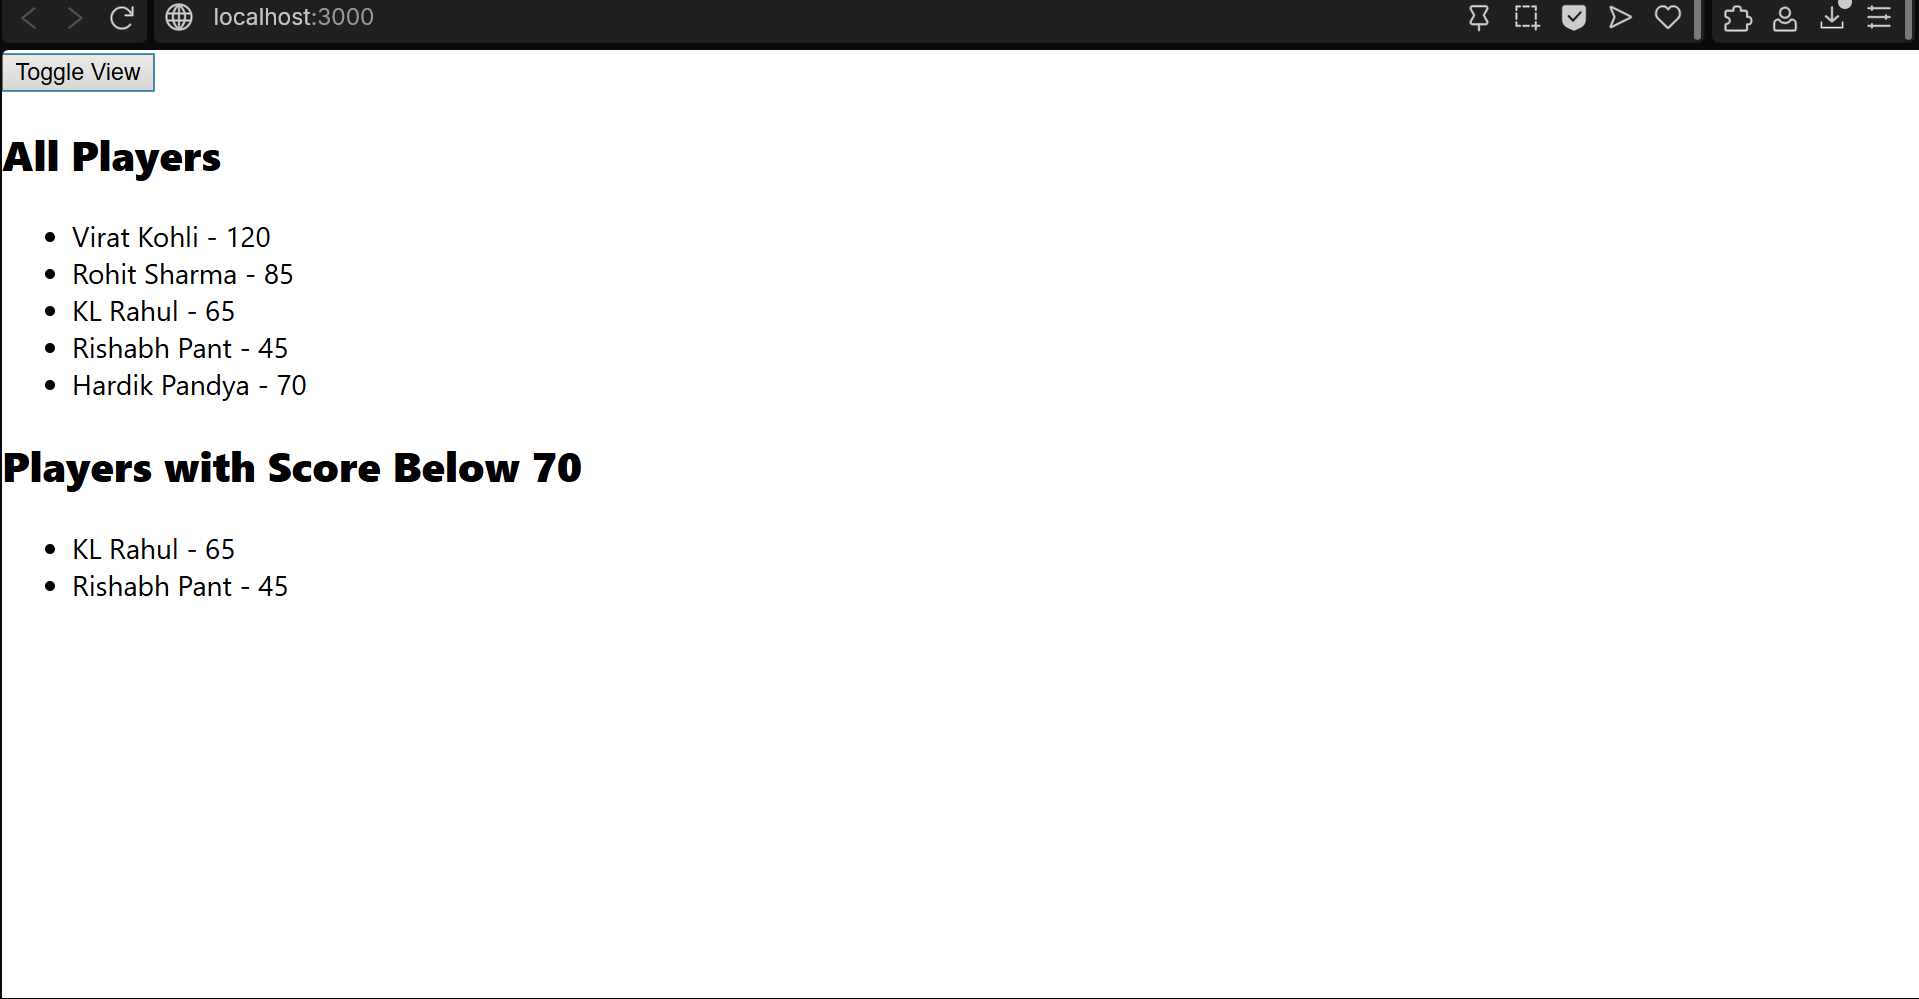 localhost:3000
Toggle View
All Players
Virat Kohli - 120
Rohit Sharma - 85
KL Rahul - 65
Rishabh Pant - 45
Hardik Pandya - 70
Players with Score Below 70
KL Rahul - 65
Rishabh Pant - 45